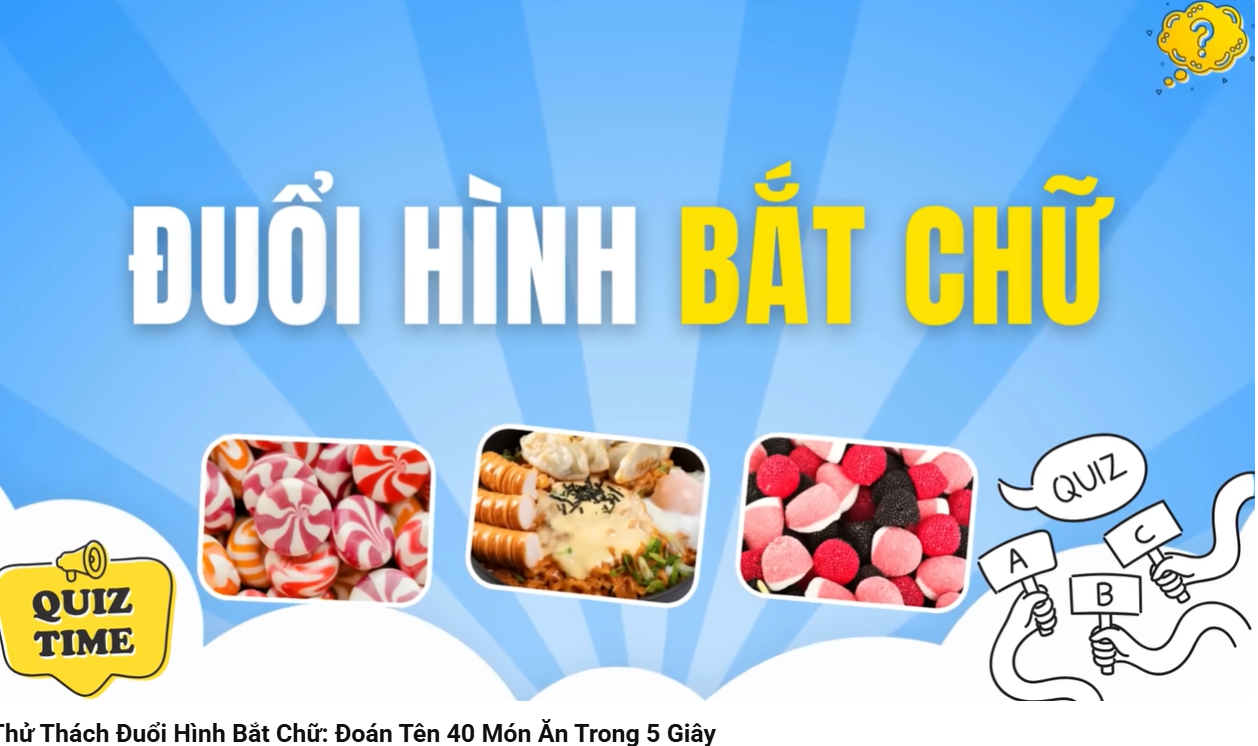 ?
ĐUỔI HÌNH BẮT CHỮ
QUIZ
A
C
B
QUIZ
TIME
Thử Thách Đuổi Hình Bắt Chữ: Đoán Tên 40 Món Ăn Trong 5 Giây